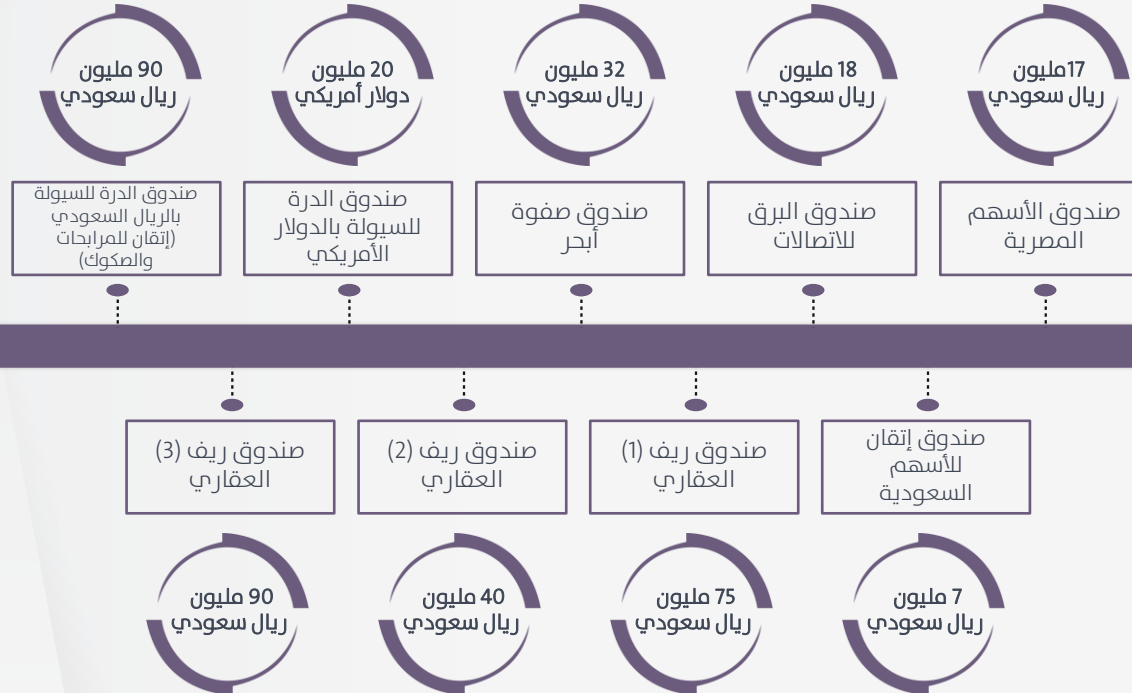 17مليون
ريال سعودي
صندوق الأسهم
المصرية
18 مليون
ريال سعودي
صندوق البرق
للاتصالات
32 مليون
ريال سعودي
صندوق صفوة
أبحر
20 مليون
دولار أمريكي
صندوق الدرة
للسيولة بالدولار
الأمريكي
90 مليون
ريال سعودي
صندوق الدرة للسيولة
بالريال السعودي
(إتقان للمرابحات
والصكوك)
صندوق إتقان
للأسهم
السعودية
7 مليون
ريال سعودي
صندوق ريف (1)
العقاري
75 مليون
ريال سعودي
صندوق ريف (2)
العقاري
40 مليون
ريال سعودي
صندوق ريف (3)
العقاري
90 مليون
ريال سعودي